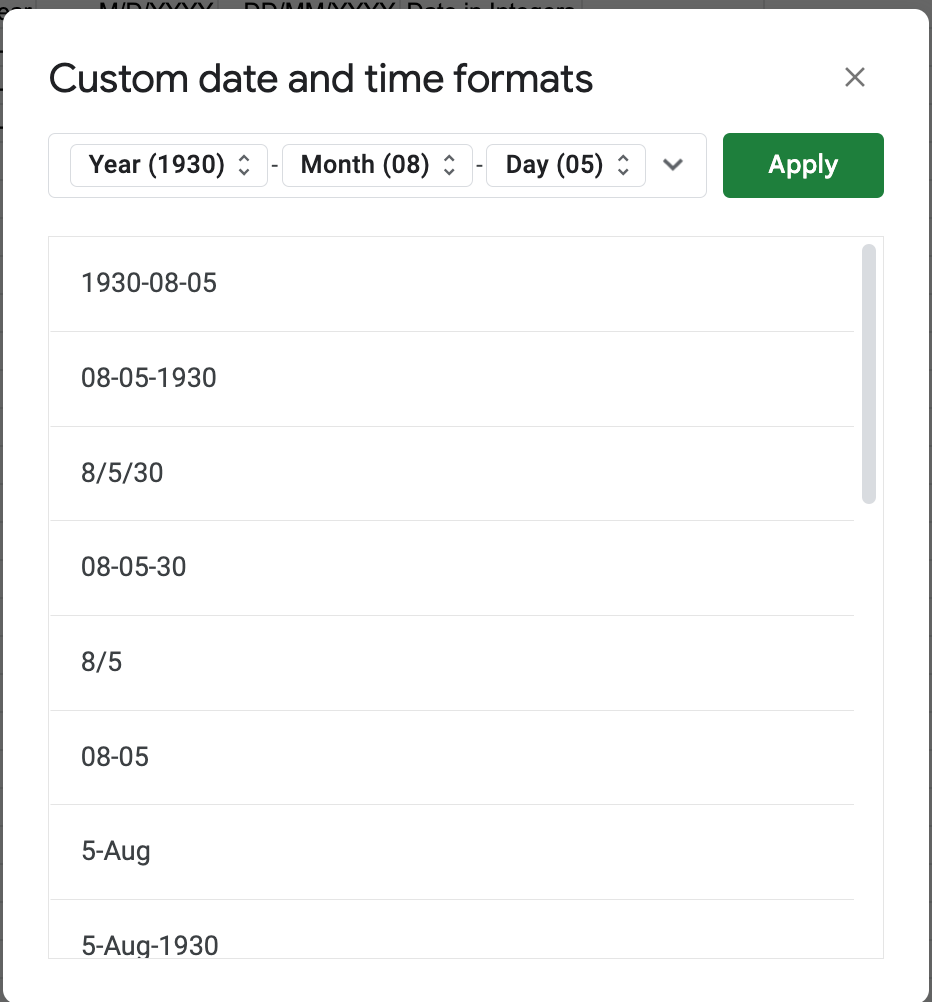 M/D/YYYY DD/MM/YYYY Date in Integers
Custom date and time formats
Year (1930) - Month (08) - Day (05)
Apply
1930-08-05
08-05-1930
8/5/30
08-05-30
8/5
08-05
5-Aug
5-Aug-1930